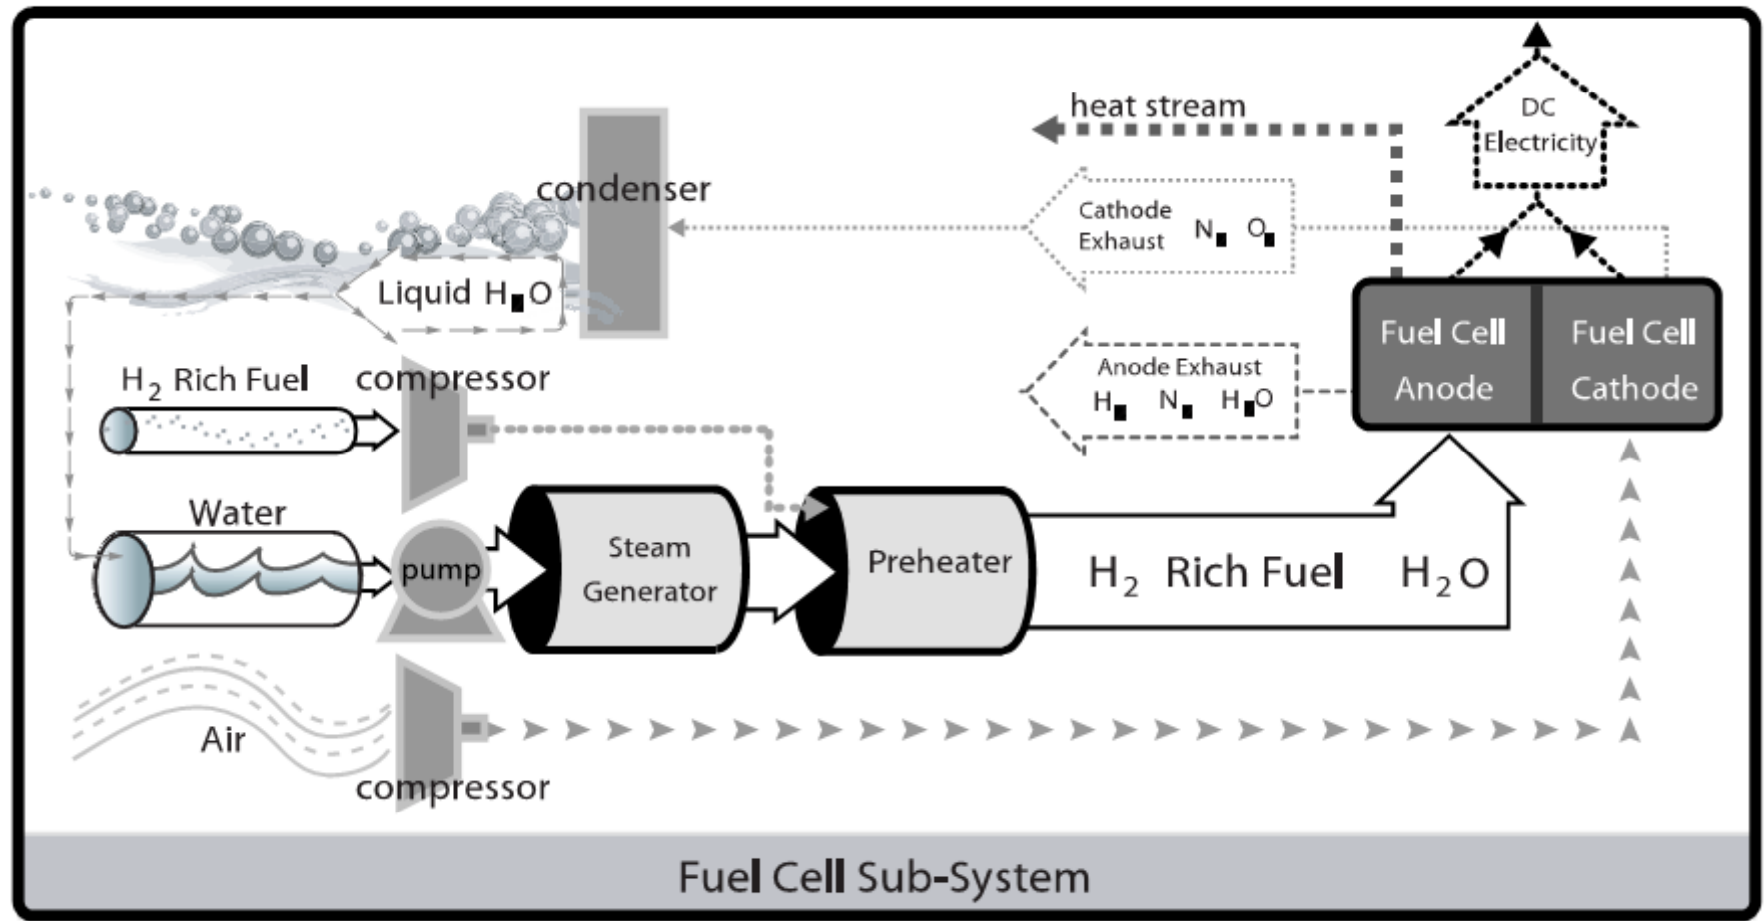 DC
Electricity
heat stream
condenser
Cathode
Exhaust N■ O■
Liquid H■O
Fuel Cell
Anode
Fuel Cell
Cathode
Anode Exhaust
H■ N■ H■O
H₂ Rich Fuel
compressor
Water
pump
Steam
Generator
Preheater
H₂ Rich Fuel H₂O
Air
compressor
Fuel Cell Sub-System